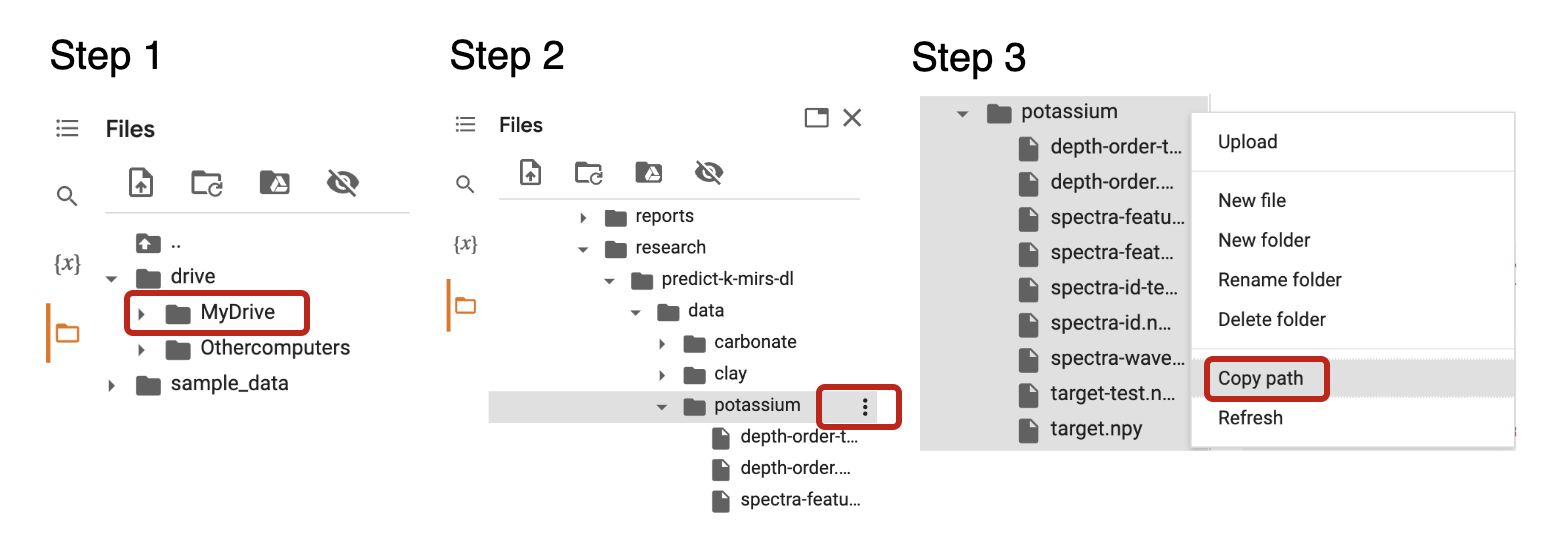 Step 1
Files
{x}
..
drive
MyDrive
Othercomputers
sample_data
Step 2
Files
{x}
reports
research
predict-k-mirs-dl
data
carbonate
clay
potassium
depth-order-t...
depth-order....
spectra-featu...
Step 3
potassium
depth-order-t...
depth-order....
spectra-featu...
spectra-feat...
spectra-id-te...
spectra-id.n...
spectra-wave...
target-test.n...
target.npy
Upload
New file
New folder
Rename folder
Delete folder
Copy path
Refresh